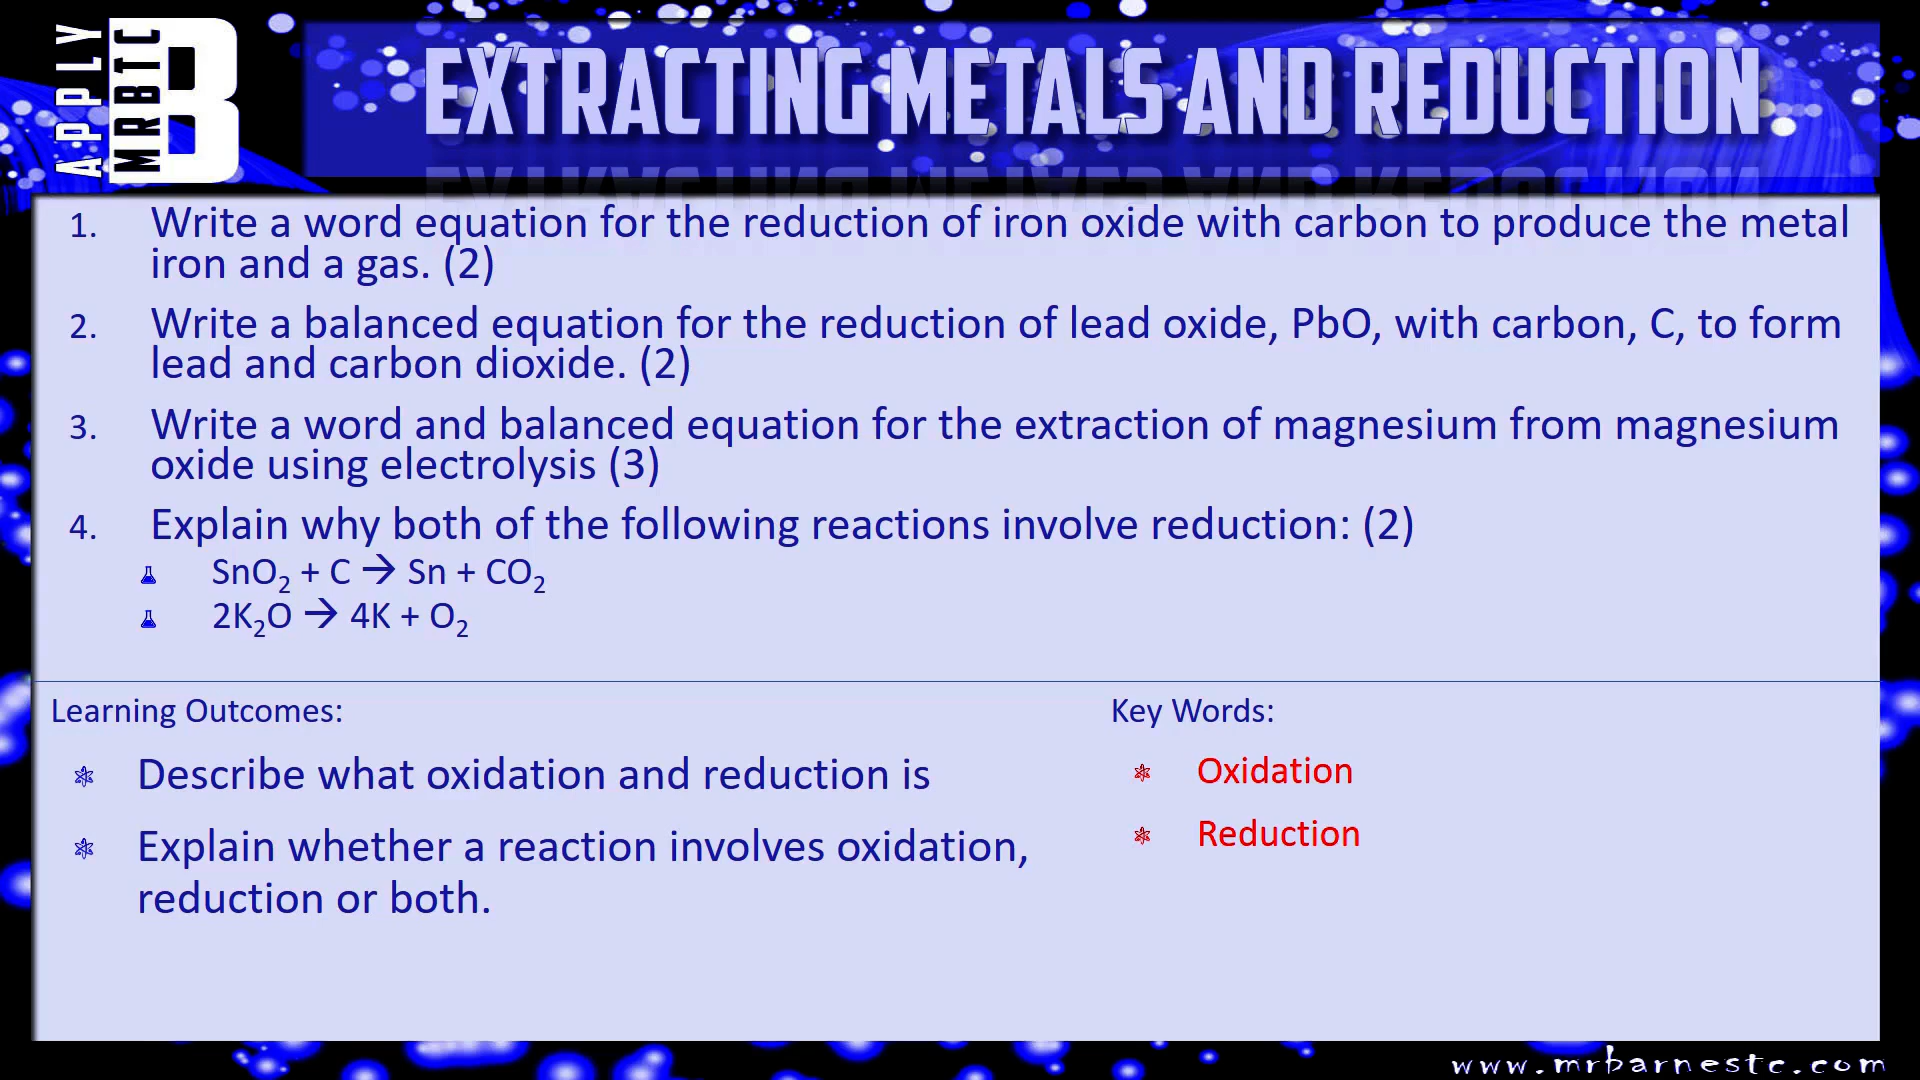 APPLY
MRBTC
B
EXTRACTING METALS AND REDUCTION
1. Write a word equation for the reduction of iron oxide with carbon to produce the metal
iron and a gas. (2)
2. Write a balanced equation for the reduction of lead oxide, PbO, with carbon, C, to form
lead and carbon dioxide. (2)
3. Write a word and balanced equation for the extraction of magnesium from magnesium
oxide using electrolysis (3)
4. Explain why both of the following reactions involve reduction: (2)
SnO₂ + C → Sn + CO₂
2K₂O → 4K + O₂
Learning Outcomes:
Describe what oxidation and reduction is
Explain whether a reaction involves oxidation,
reduction or both.
Key Words:
Oxidation
Reduction
www.mrbarnestc.com